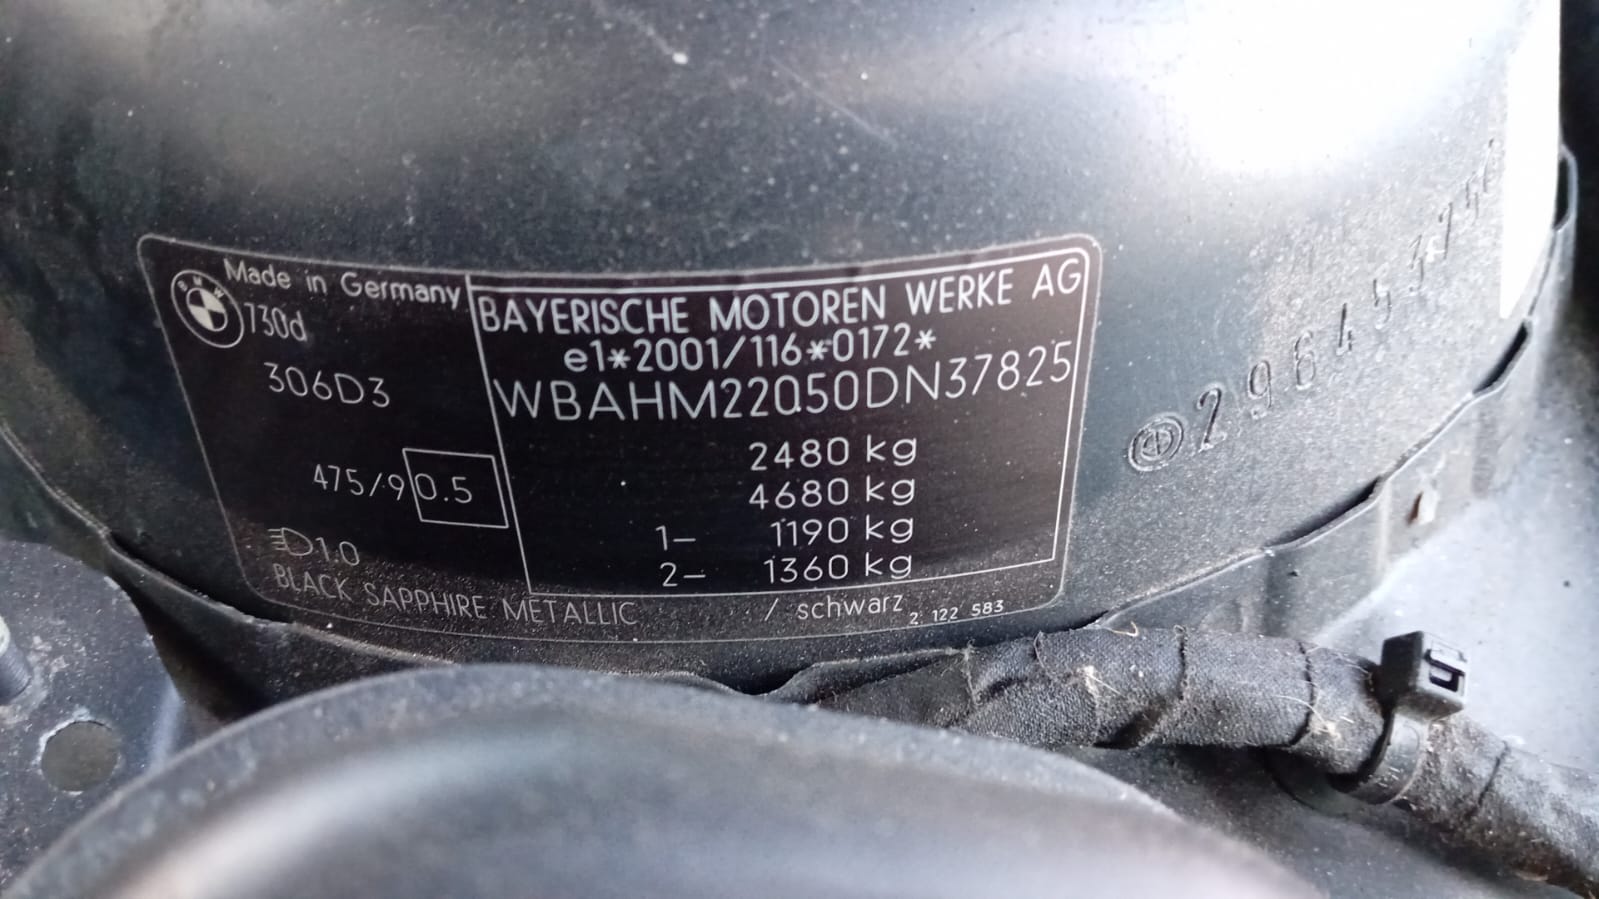 Made in Germany
BMW
730d
306D3
475/9 0.5
1.0
BLACK SAPPHIRE METALLIC / schwarz 2 122 583
BAYERISCHE MOTOREN WERKE AG
e1*2001/116*0172*
WBAHM22050DN37825
2480 kg
4680 kg
1– 1190 kg
2– 1360 kg